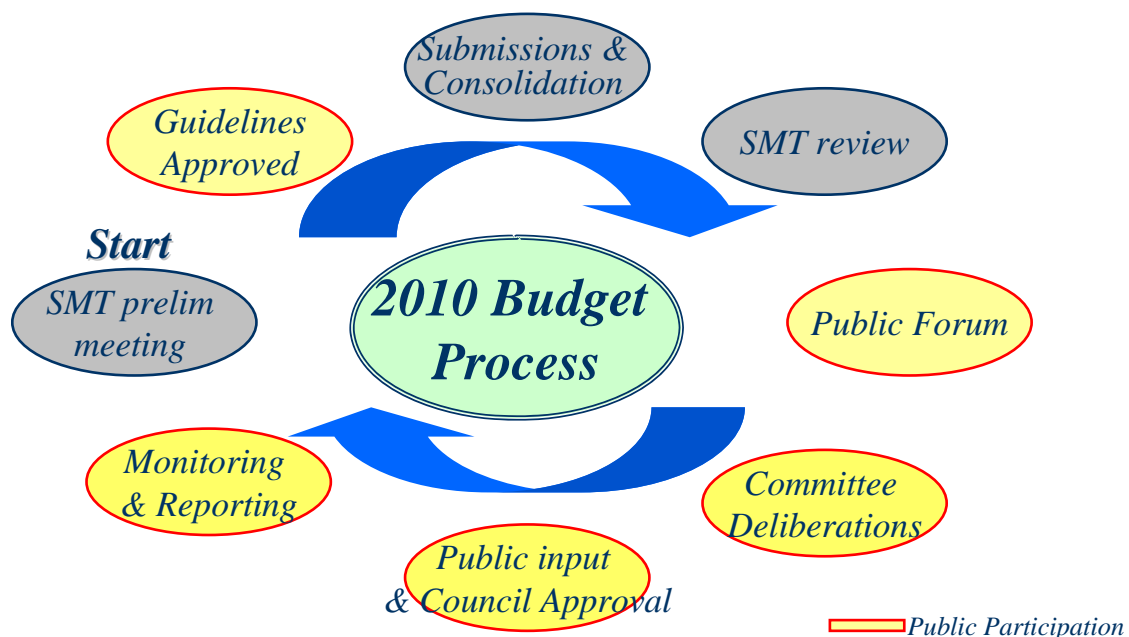 Submissions &
Consolidation
Guidelines
Approved
SMT review
Start
SMT prelim
meeting
2010 Budget
Process
Public Forum
Monitoring
& Reporting
Committee
Deliberations
Public input
& Council Approval
Public Participation